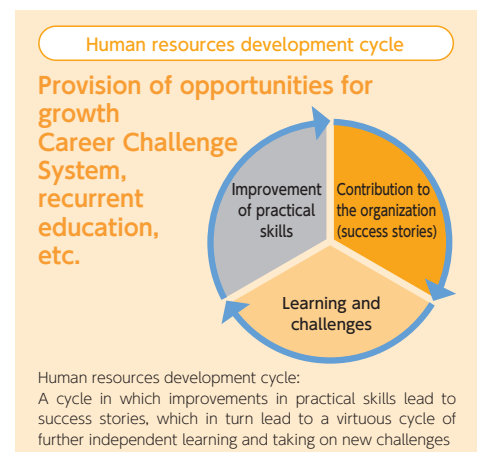 Human resources development cycle
Provision of opportunities for
growth
Career Challenge
System,
recurrent
education,
etc.
Improvement
of practical
skills
Contribution to
the organization
(success stories)
Learning and
challenges
Human resources development cycle:
A cycle in which improvements in practical skills lead to
success stories, which in turn lead to a virtuous cycle of
further independent learning and taking on new challenges